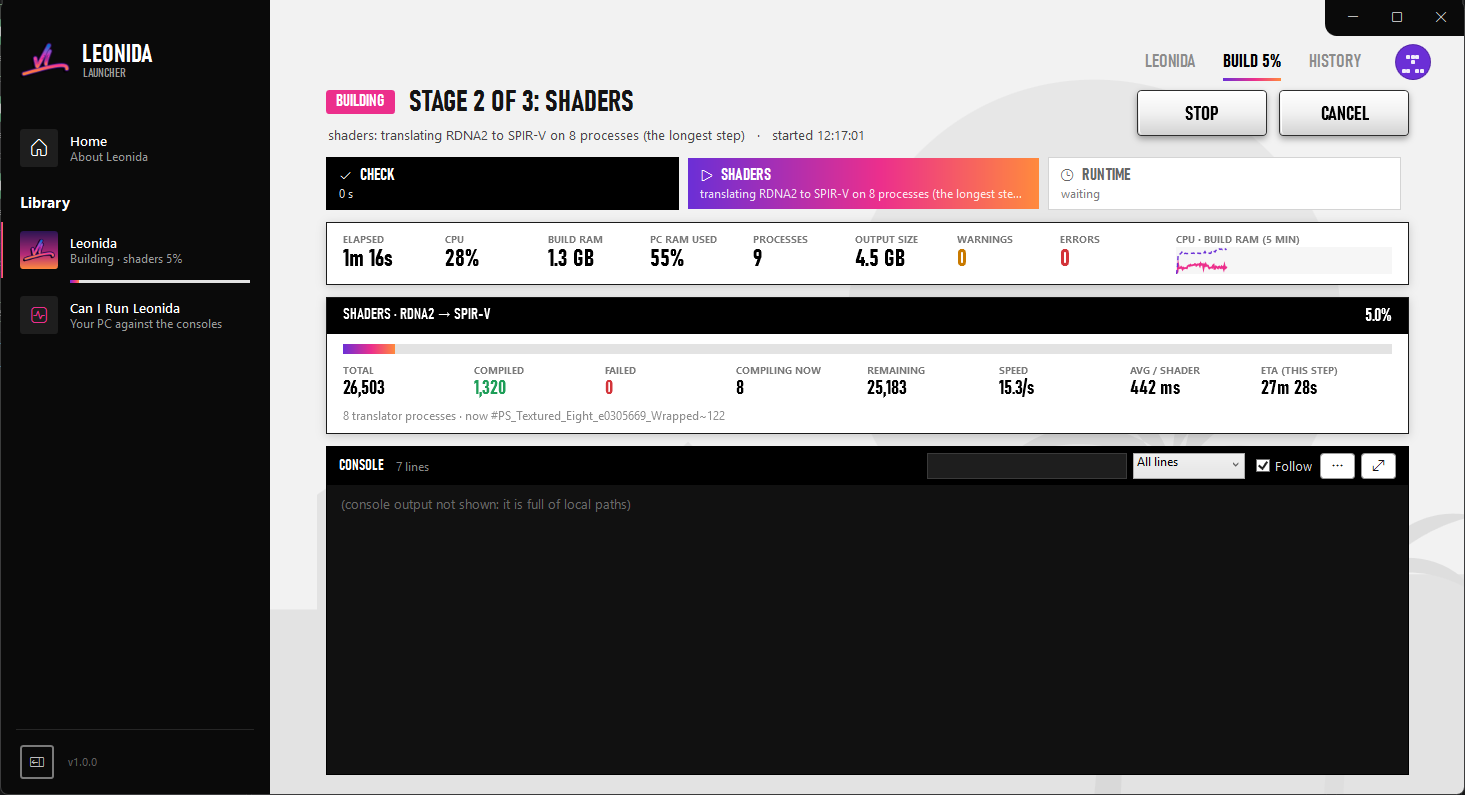 LEONIDA
LAUNCHER
Home
About Leonida
Library
Leonida
Building · shaders 5%
Can I Run Leonida
Your PC against the consoles
v1.0.0
LEONIDA BUILD 5% HISTORY
BUILDING STAGE 2 OF 3: SHADERS
STOP CANCEL
shaders: translating RDNA2 to SPIR-V on 8 processes (the longest step) · started 12:17:01
CHECK
0 s
SHADERS
translating RDNA2 to SPIR-V on 8 processes (the longest ste...
RUNTIME
waiting
ELAPSED CPU BUILD RAM PC RAM USED PROCESSES OUTPUT SIZE WARNINGS ERRORS CPU · BUILD RAM (5 MIN)
1m 16s 28% 1.3 GB 55% 9 4.5 GB 0 0
SHADERS · RDNA2 → SPIR-V 5.0%
TOTAL COMPILED FAILED COMPILING NOW REMAINING SPEED AVG / SHADER ETA (THIS STEP)
26,503 1,320 0 8 25,183 15.3/s 442 ms 27m 28s
8 translator processes · now #PS_Textured_Eight_e0305669_Wrapped~122
CONSOLE 7 lines All lines Follow ...
(console output not shown: it is full of local paths)